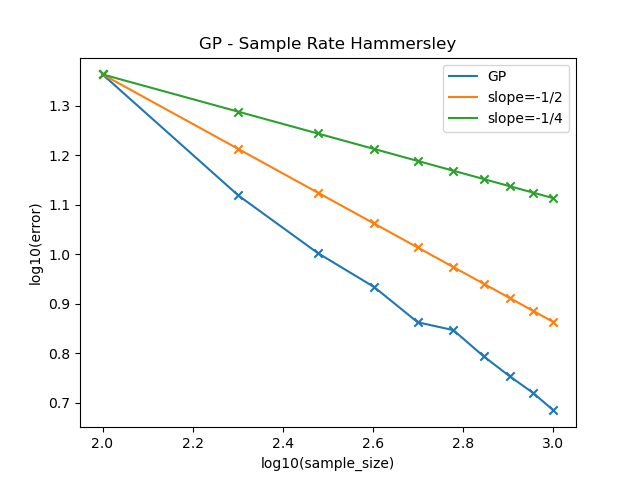 GP - Sample Rate Hammersley
GP
slope=-1/2
slope=-1/4
log10(error)
1.3
1.2
1.1
1.0
0.9
0.8
0.7
2.0
2.2
2.4
2.6
2.8
3.0
log10(sample_size)